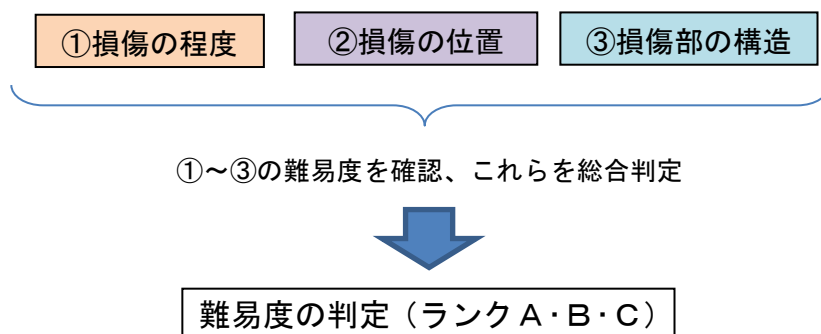 ①損傷の程度
②損傷の位置
③損傷部の構造
①～③の難易度を確認、これらを総合判定
難易度の判定（ランクＡ・Ｂ・Ｃ）